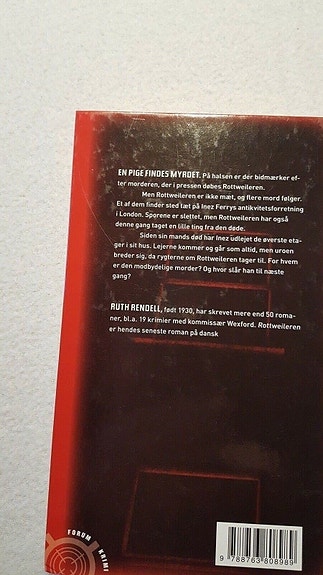 EN PIGE FINDES MYRDET. På halsen er der bidmærker ef-
ter morderen, der i pressen døbes Rottweileren.
Men Rottweileren er ikke mæt, og flere mord følger.
Et af dem finder sted tæt på Inez Ferrys antikvitetsforretning
i London. Sporene er slettet, men Rottweileren har også
denne gang taget en lille ting fra den døde.
Siden sin mands død har Inez udlejet de øverste eta-
ger i sit hus. Lejerne kommer og går som altid, men uroen
breder sig, da rygterne om Rottweileren tager til. For hvem
er den modbydelige morder? Og hvor slår han til næste
gang?
RUTH RENDELL, født 1930, har skrevet mere end 50 roma-
ner, bl.a. 19 krimier med kommissær Wexford. Rottweileren
er hendes seneste roman på dansk
FORUM KRIMI
9 788763 808989